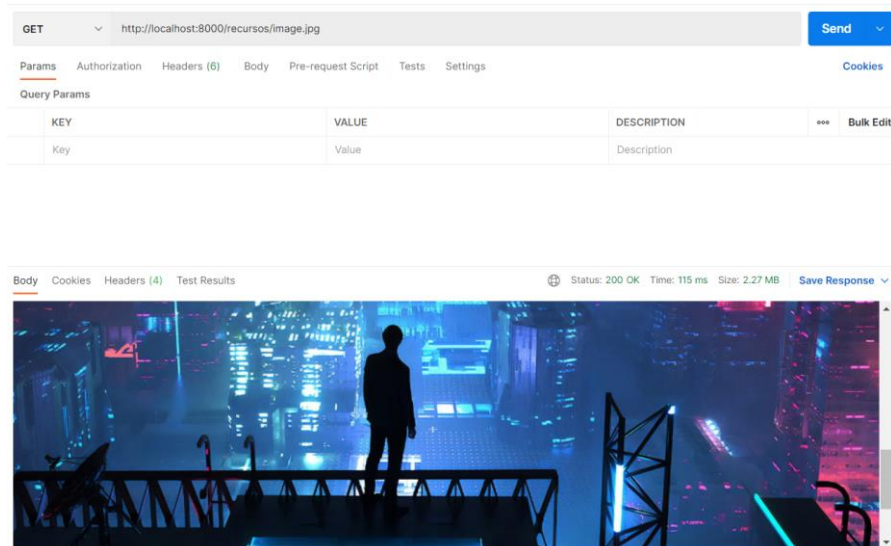 GET http://localhost:8000/recursos/image.jpg Send
Params Authorization Headers (6) Body Pre-request Script Tests Settings Cookies
Query Params
KEY VALUE DESCRIPTION Bulk Edit
Key Value Description
Body Cookies Headers (4) Test Results Status: 200 OK Time: 115 ms Size: 2.27 MB Save Response